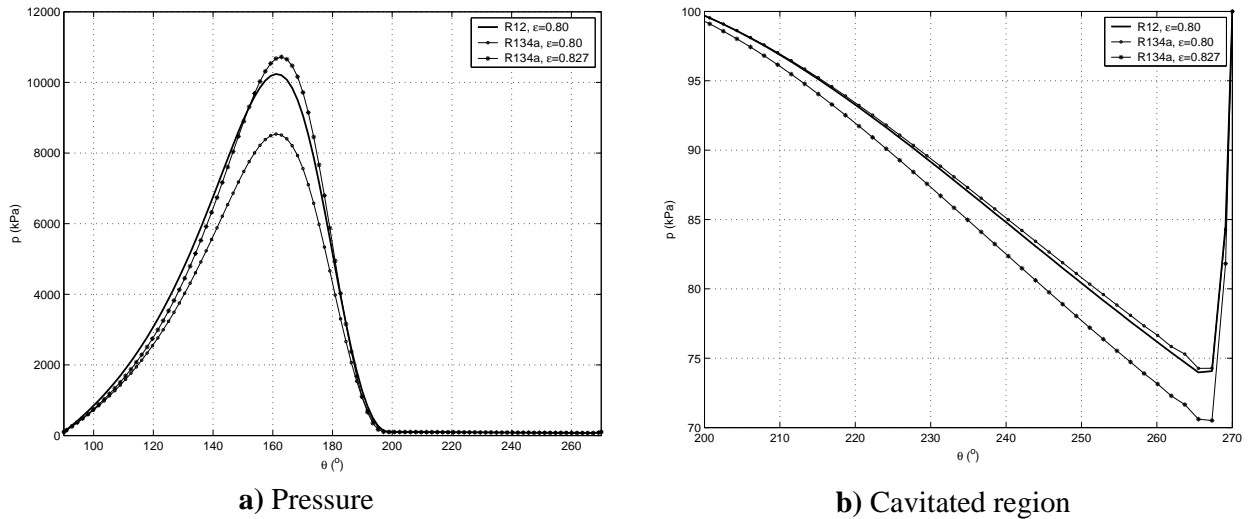 12000
10000
8000
6000
4000
2000
0
p (kPa)
100 120 140 160 180 200 220 240 260
θ (°)
R12, ε=0.80
R134a, ε=0.80
R134a, ε=0.827
a) Pressure
100
95
90
85
80
75
70
p (kPa)
200 210 220 230 240 250 260 270
θ (°)
R12, ε=0.80
R134a, ε=0.80
R134a, ε=0.827
b) Cavitated region